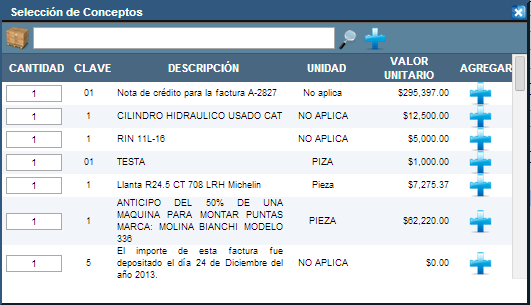 Selección de Conceptos
CANTIDAD CLAVE DESCRIPCIÓN UNIDAD VALOR UNITARIO AGREGAR
1 01 Nota de crédito para la factura A-2827 No aplica $295,397.00
1 1 CILINDRO HIDRAULICO USADO CAT NO APLICA $12,500.00
1 1 RIN 11L-16 NO APLICA $5,000.00
1 01 TESTA PIZA $1,000.00
1 1 Llanta R24.5 CT 708 LRH Michelin Pieza $7,275.37
ANTICIPO DEL 50% DE UNA
1 1 MAQUINA PARA MONTAR PUNTAS PIEZA $62,220.00
MARCA: MOLINA BIANCHI MODELO
336
El importe de esta factura fue
1 5 depositado el día 24 de Diciembre del NO APLICA $0.00
año 2013.